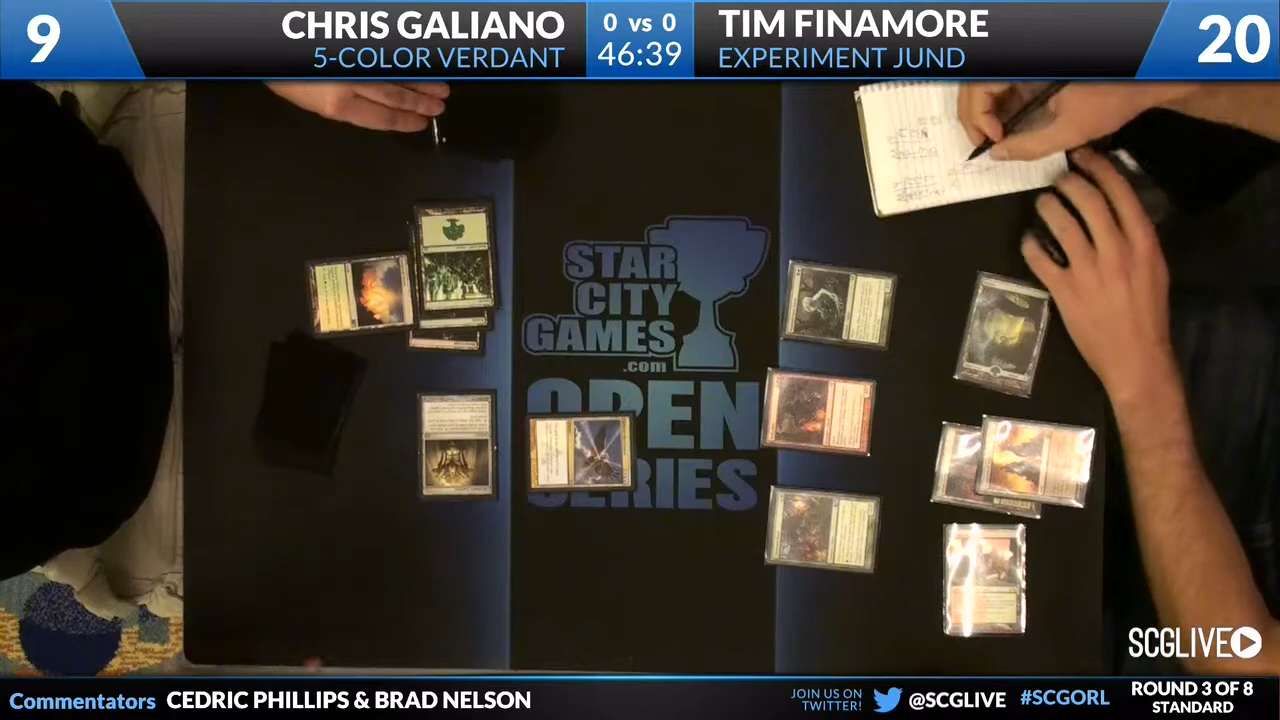 9
CHRIS GALIANO
5-COLOR VERDANT
0 vs 0
46:39
TIM FINAMORE
EXPERIMENT JUND
20
STAR
CITY
GAMES
.com
OPEN
SERIES
SCGLIVE
Commentators CEDRIC PHILLIPS & BRAD NELSON
JOIN US ON
TWITTER!
@SCGLIVE
#SCGORL
ROUND 3 OF 8
STANDARD